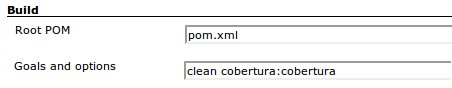 Build
Root POM
pom.xml
Goals and options
clean cobertura:cobertura